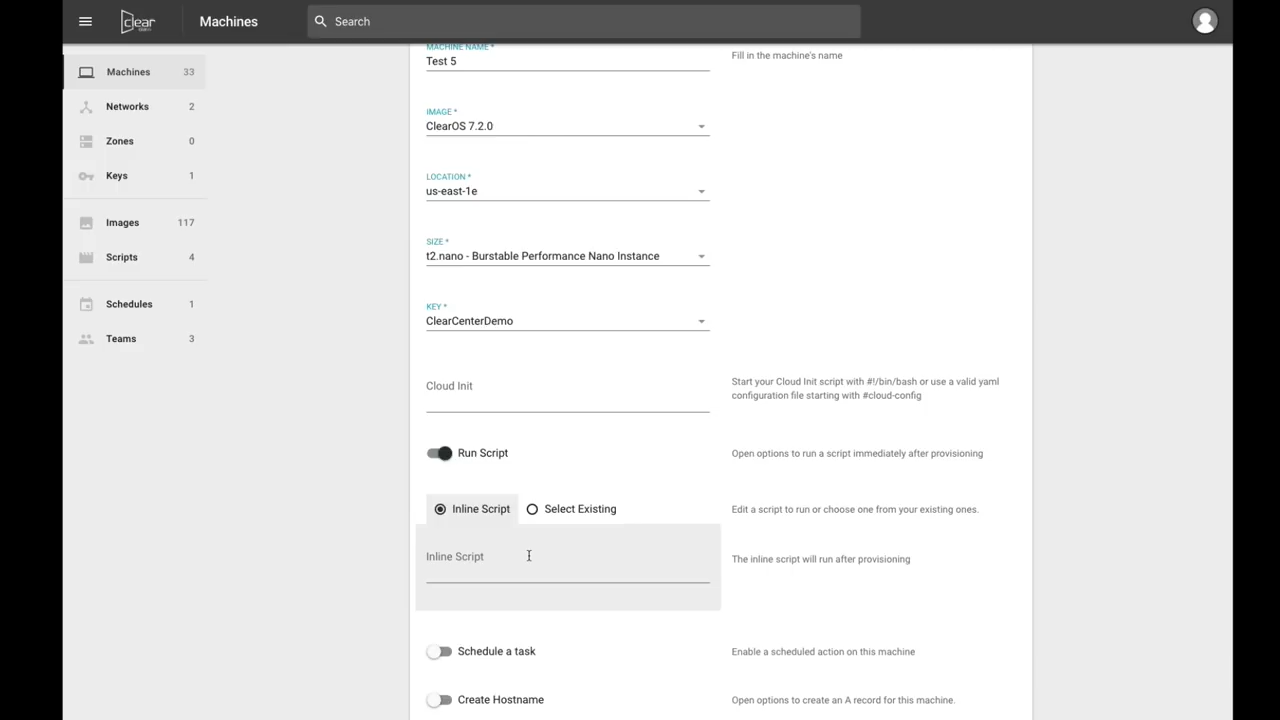 clear
Machines
Search
Machines 33
Networks 2
Zones 0
Keys 1
Images 117
Scripts 4
Schedules 1
Teams 3
MACHINE NAME *
Test 5
Fill in the machine's name
IMAGE *
ClearOS 7.2.0
LOCATION *
us-east-1e
SIZE *
t2.nano - Burstable Performance Nano Instance
KEY *
ClearCenterDemo
Cloud Init
Start your Cloud Init script with #!/bin/bash or use a valid yaml
configuration file starting with #cloud-config
Run Script
Open options to run a script immediately after provisioning
Inline Script Select Existing
Edit a script to run or choose one from your existing ones.
Inline Script
The inline script will run after provisioning
Schedule a task
Enable a scheduled action on this machine
Create Hostname
Open options to create an A record for this machine.